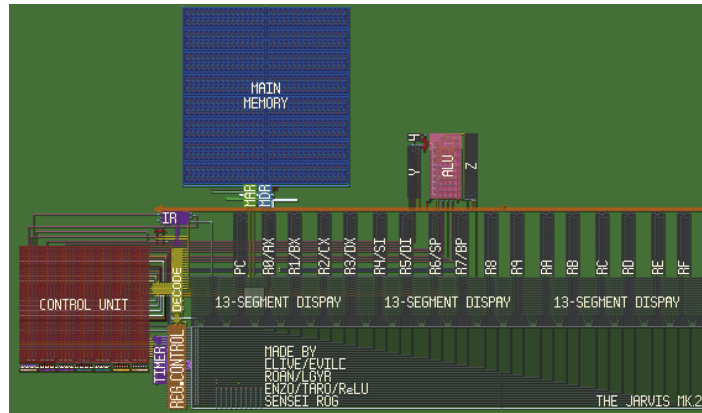 MAIN
MEMORY
MAR
MDR
Y
4
ALU
Z
IR
PC
R0/AX
R1/BX
R2/CX
R3/DX
R4/SI
R5/DI
R6/SP
R7/BP
R8
R9
RA
RB
RC
RD
RE
RF
CONTROL UNIT
DECODE
13-SEGMENT DISPAY
13-SEGMENT DISPAY
13-SEGMENT DISPAY
TIMER
REG.CONTROL
MADE BY
CLIVE/EVILC
ROAN/LGYR
ENZO/TARO/ReLU
SENSEI ROG
THE JARVIS MK.2